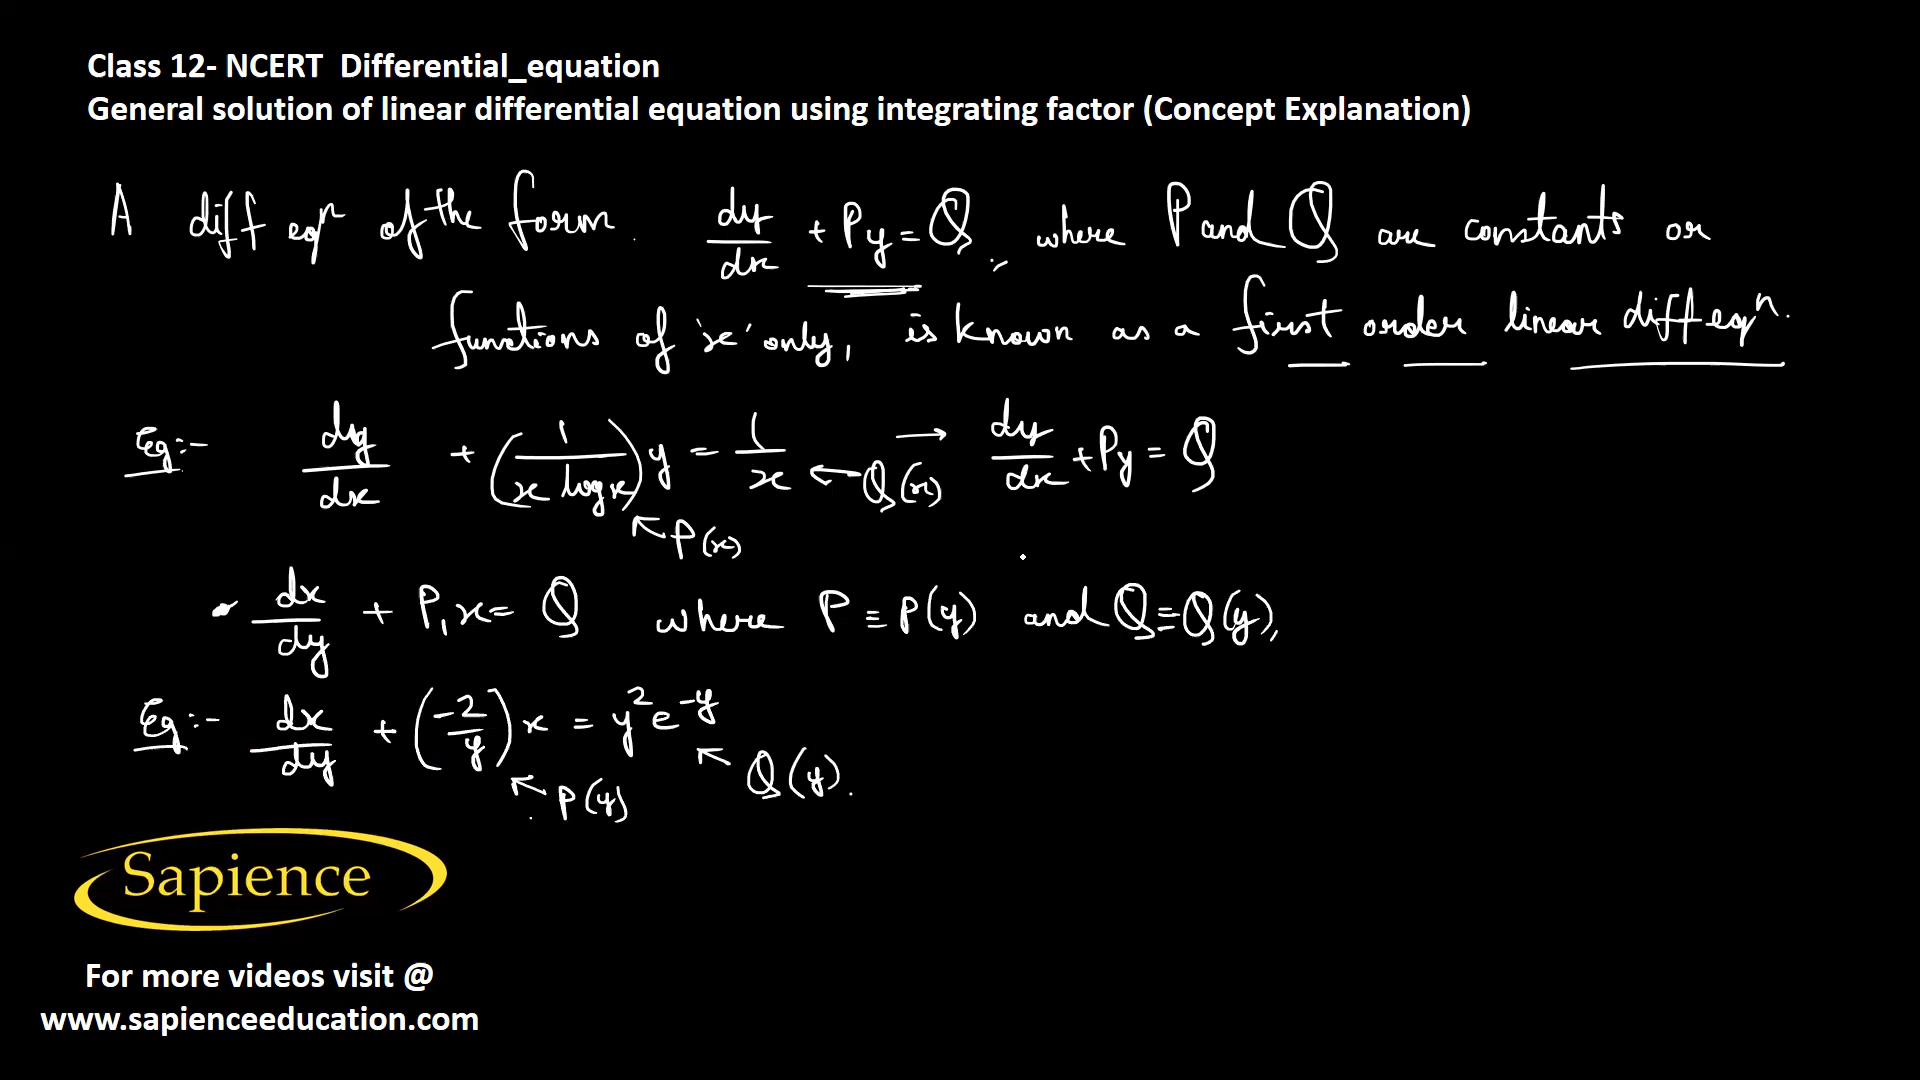 Class 12- NCERT Differential_equation
General solution of linear differential equation using integrating factor (Concept Explanation)
A diff eqn of the form dy/dx + Py = Q, where P and Q are constants or
functions of 'x' only, is known as a first order linear diff eqn.
Eg:- dy/dx + (1/(x log x)) y = 1/x ← Q(x) → dy/dx + Py = Q
↖ P(x)
- dx/dy + P₁x = Q where P ≡ P(y) and Q ≡ Q(y),
Eg:- dx/dy + (-2/y) x = y²e^-y
↖ P(y) ↖ Q(y).
Sapience
For more videos visit @
www.sapienceeducation.com